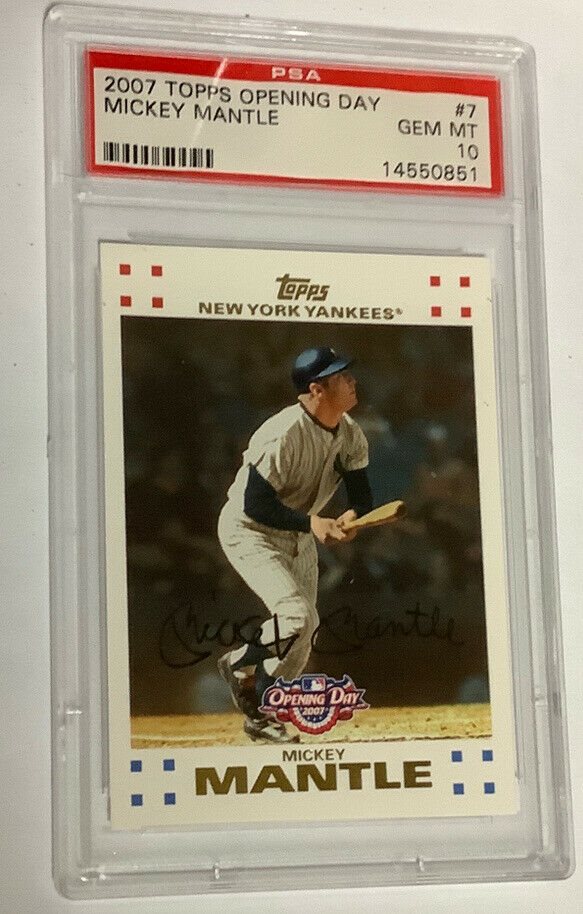 PSA
2007 TOPPS OPENING DAY #7
MICKEY MANTLE GEM MT
10
14550851
Topps
NEW YORK YANKEES®
Mickey Mantle
OPENING DAY
2007
MICKEY
MANTLE